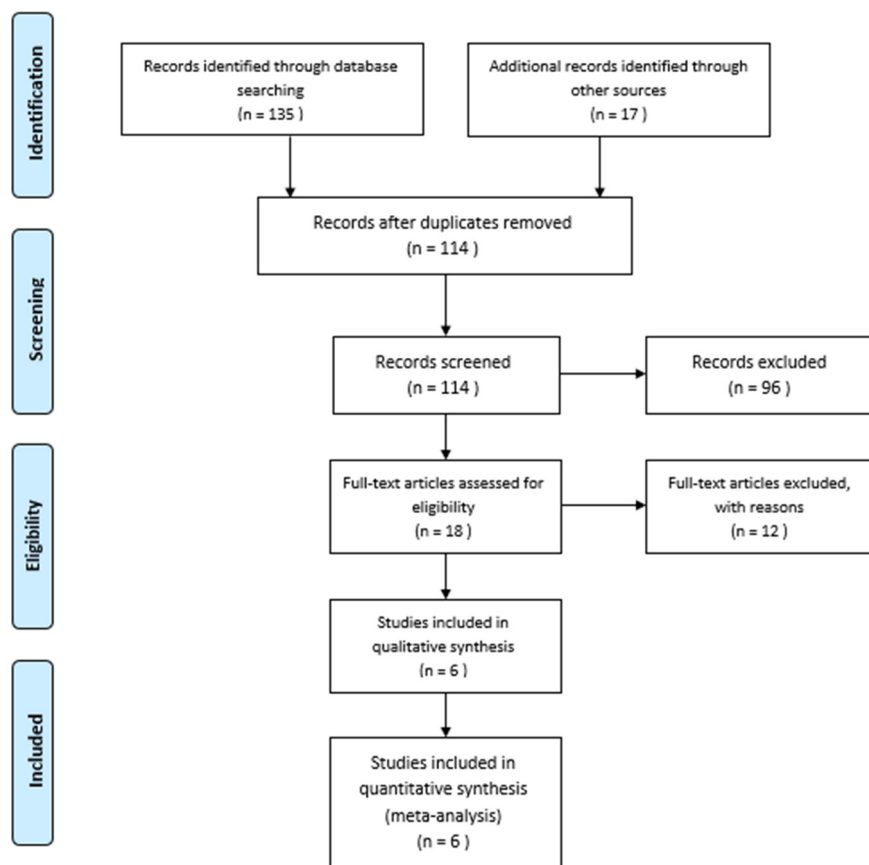 Identification
Records identified through database
searching
(n = 135 )
Additional records identified through
other sources
(n = 17 )
Records after duplicates removed
(n = 114 )
Screening
Records screened
(n = 114 )
Records excluded
(n = 96 )
Eligibility
Full-text articles assessed for
eligibility
(n = 18 )
Full-text articles excluded,
with reasons
(n = 12 )
Studies included in
qualitative synthesis
(n = 6 )
Included
Studies included in
quantitative synthesis
(meta-analysis)
(n = 6 )